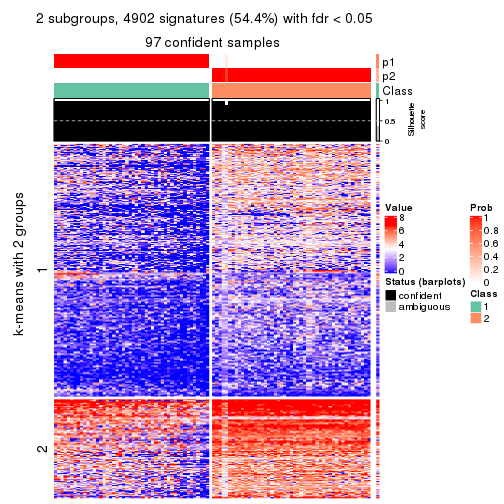 2 subgroups, 4902 signatures (54.4%) with fdr < 0.05
97 confident samples
p1
p2
Class
1
0.5
0
Silhouette
score
k-means with 2 groups
1
2
Value
8
6
4
2
0
Status (barplots)
confident
ambiguous
Prob
1
0.8
0.6
0.4
0.2
0
Class
1
2